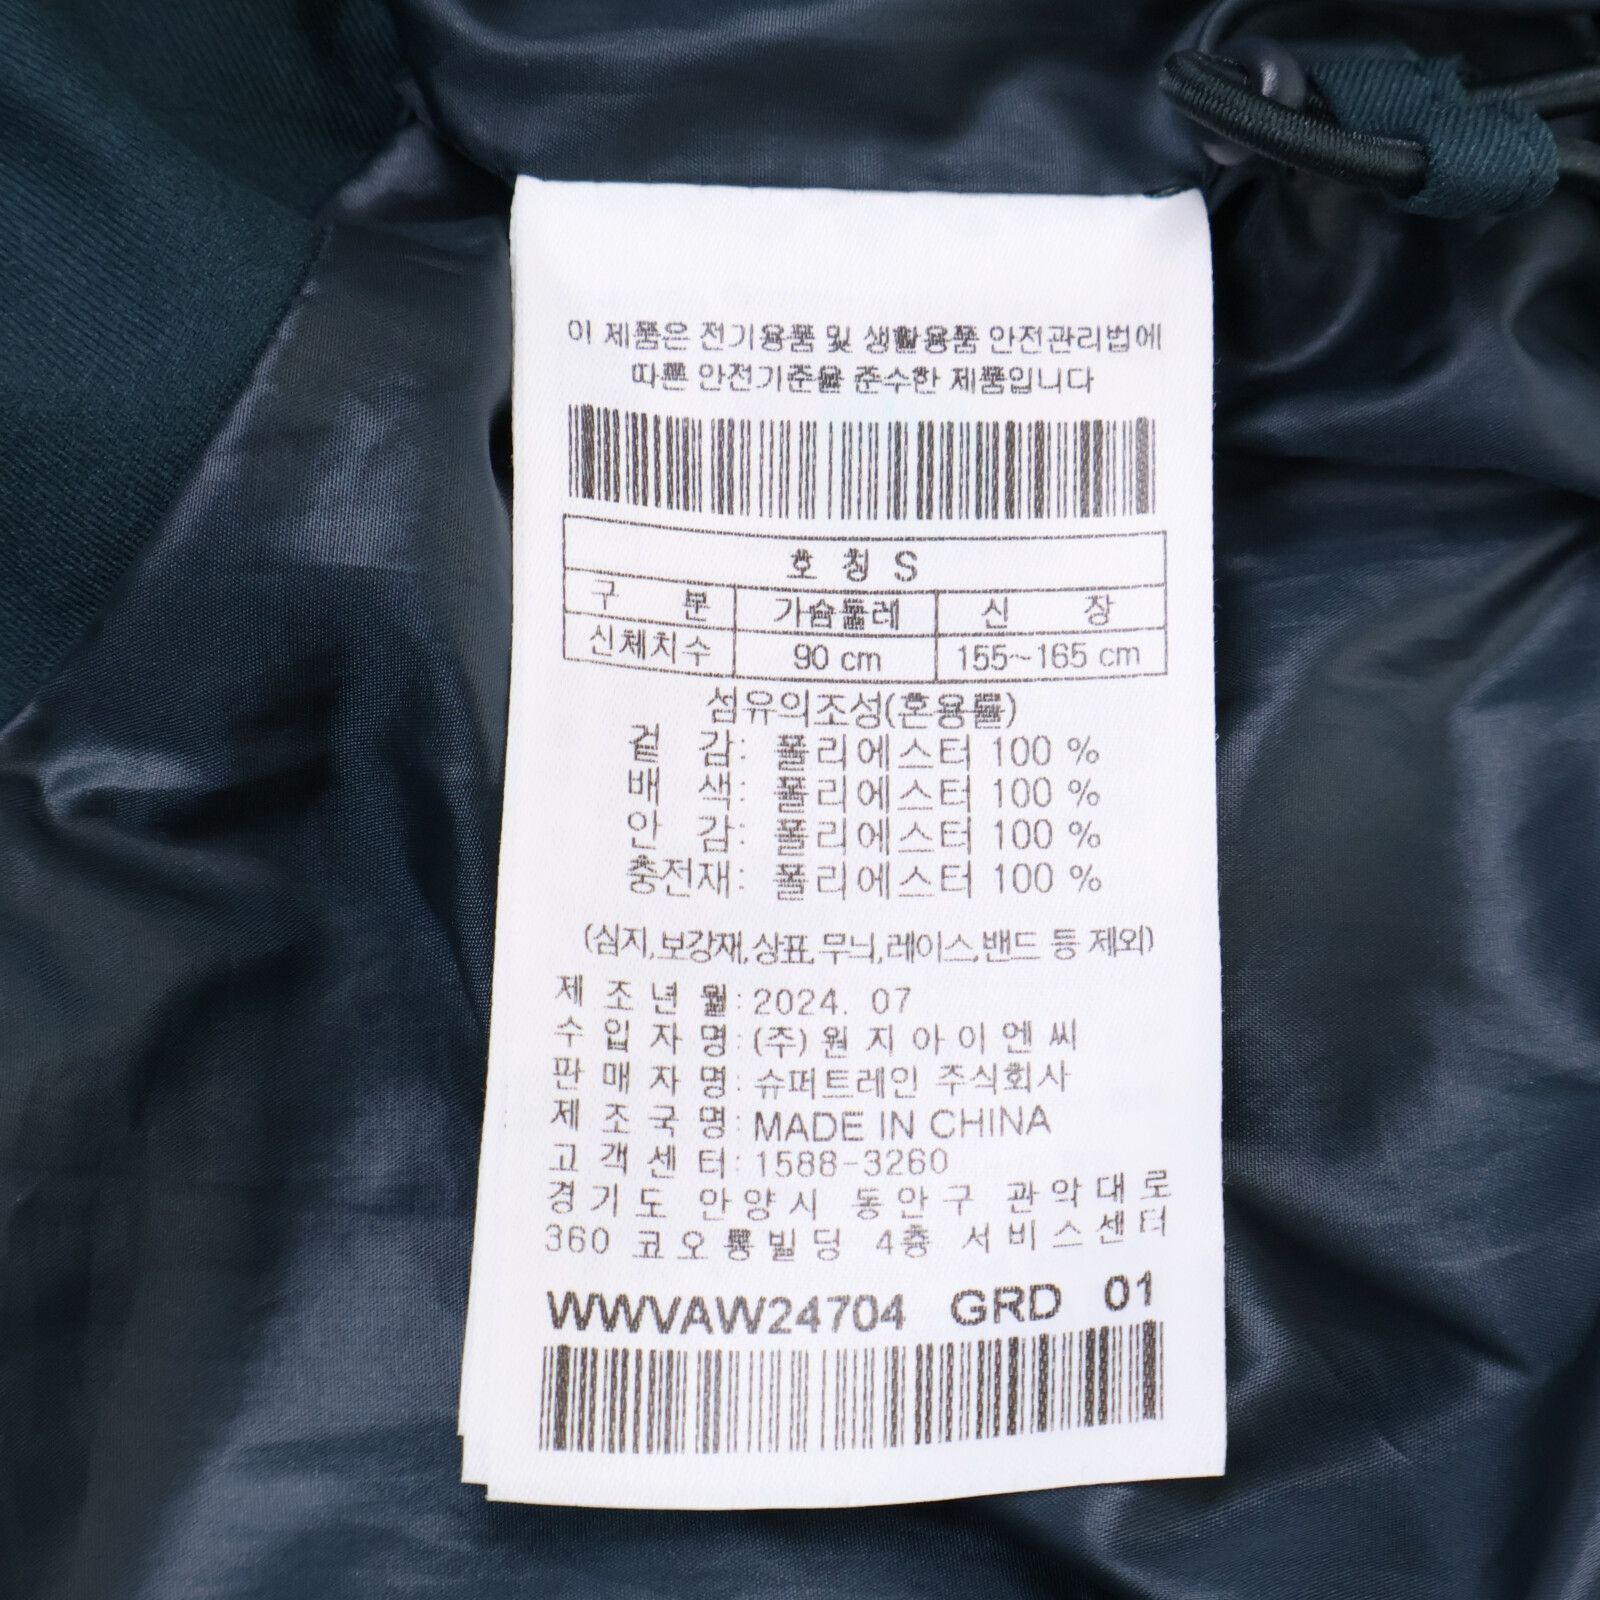 이 제품은 전기용품 및 생활용품 안전관리법에
따른 안전기준을 준수한 제품입니다
호 칭 S
구 분 가슴둘레 신 장
신체치수 90 cm 155~165 cm
섬유의조성(혼용률)
겉 감: 폴리에스터 100 %
배 색: 폴리에스터 100 %
안 감: 폴리에스터 100 %
충전재: 폴리에스터 100 %
(심지,보강재,상표,무늬,레이스,밴드 등 제외)
제 조 년 월: 2024. 07
수 입 자 명: (주) 원 지 아 이 엔 씨
판 매 자 명: 슈퍼트레인 주식회사
제 조 국 명: MADE IN CHINA
고 객 센 터: 1588-3260
경 기 도 안 양 시 동 안 구 관 악 대 로
360 코 오 롱 빌 딩 4층 서 비 스 센 터
WWVAW24704 GRD 01